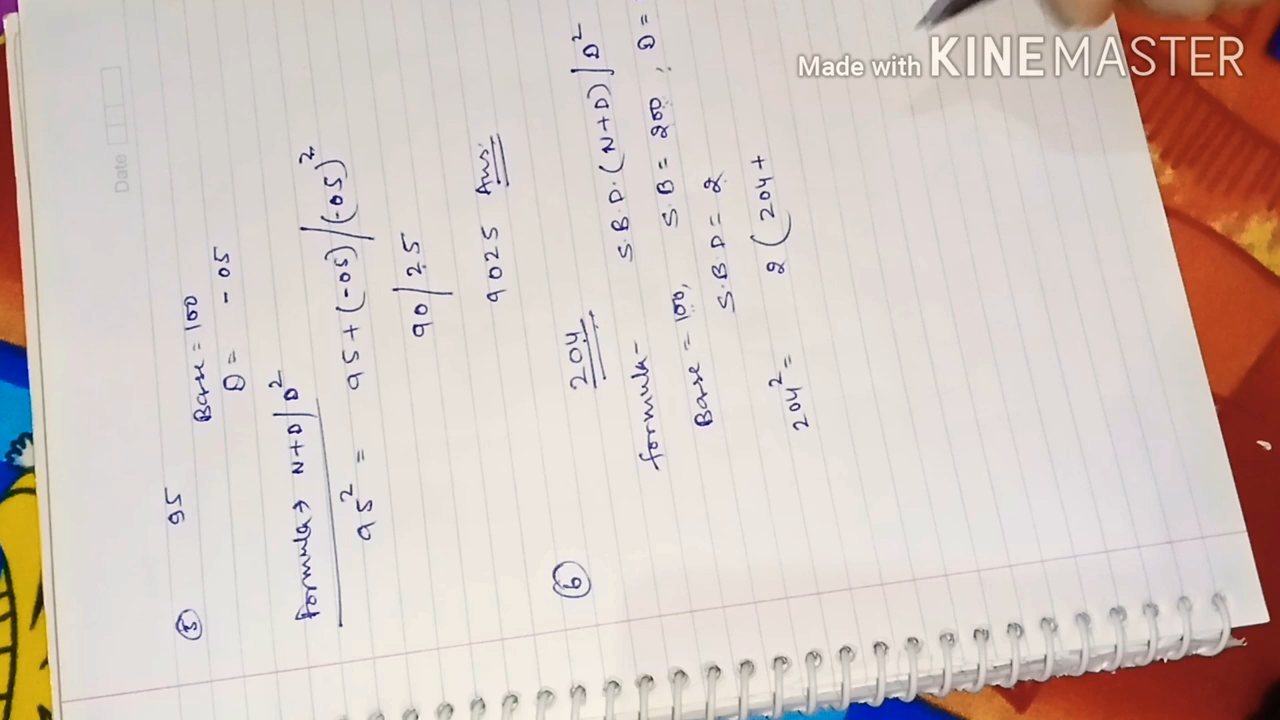 Made with KINEMASTER
Date
(5) 95
Base = 100
D = - 05
formula → N+D/D²
95² = 95+(-05)/(-05)²
90/25
9025 Ans.
(6) 204
formula - S.B.D.(N+D)/D²
Base = 100, S.B = 200, D =
S.B.D = 2
204² = 2(204+